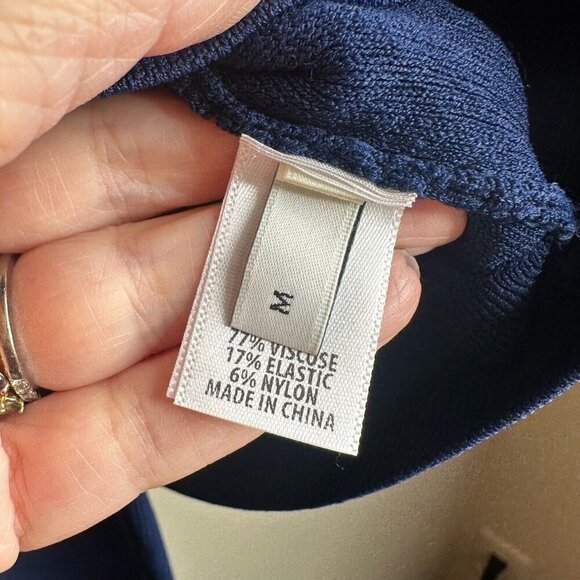 M
77% VISCOSE
17% ELASTIC
6% NYLON
MADE IN CHINA